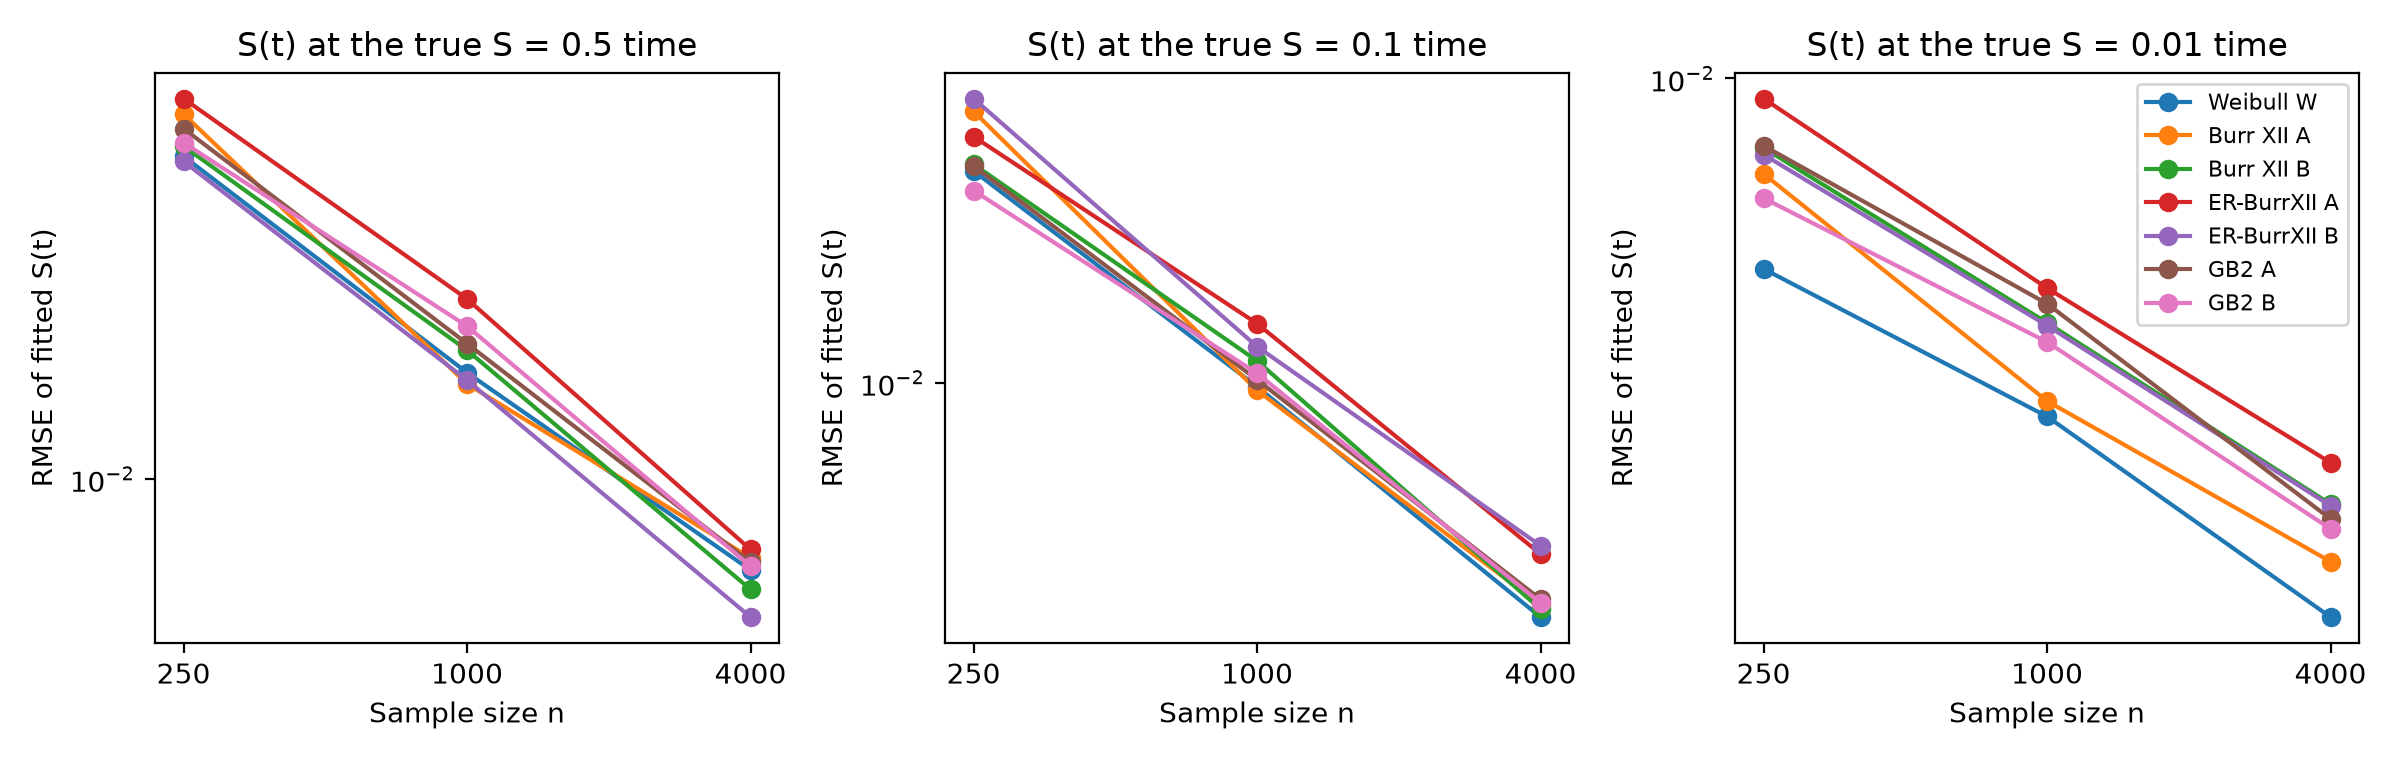 S(t) at the true S = 0.5 time
RMSE of fitted S(t)
10⁻²
250 1000 4000
Sample size n
S(t) at the true S = 0.1 time
RMSE of fitted S(t)
10⁻²
250 1000 4000
Sample size n
S(t) at the true S = 0.01 time
RMSE of fitted S(t)
10⁻²
Weibull W
Burr XII A
Burr XII B
ER-BurrXII A
ER-BurrXII B
GB2 A
GB2 B
250 1000 4000
Sample size n